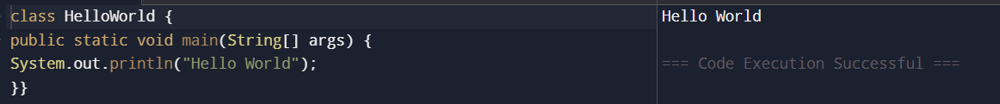 class HelloWorld {
public static void main(String[] args) {
System.out.println("Hello World");
}}
Hello World
=== Code Execution Successful ===